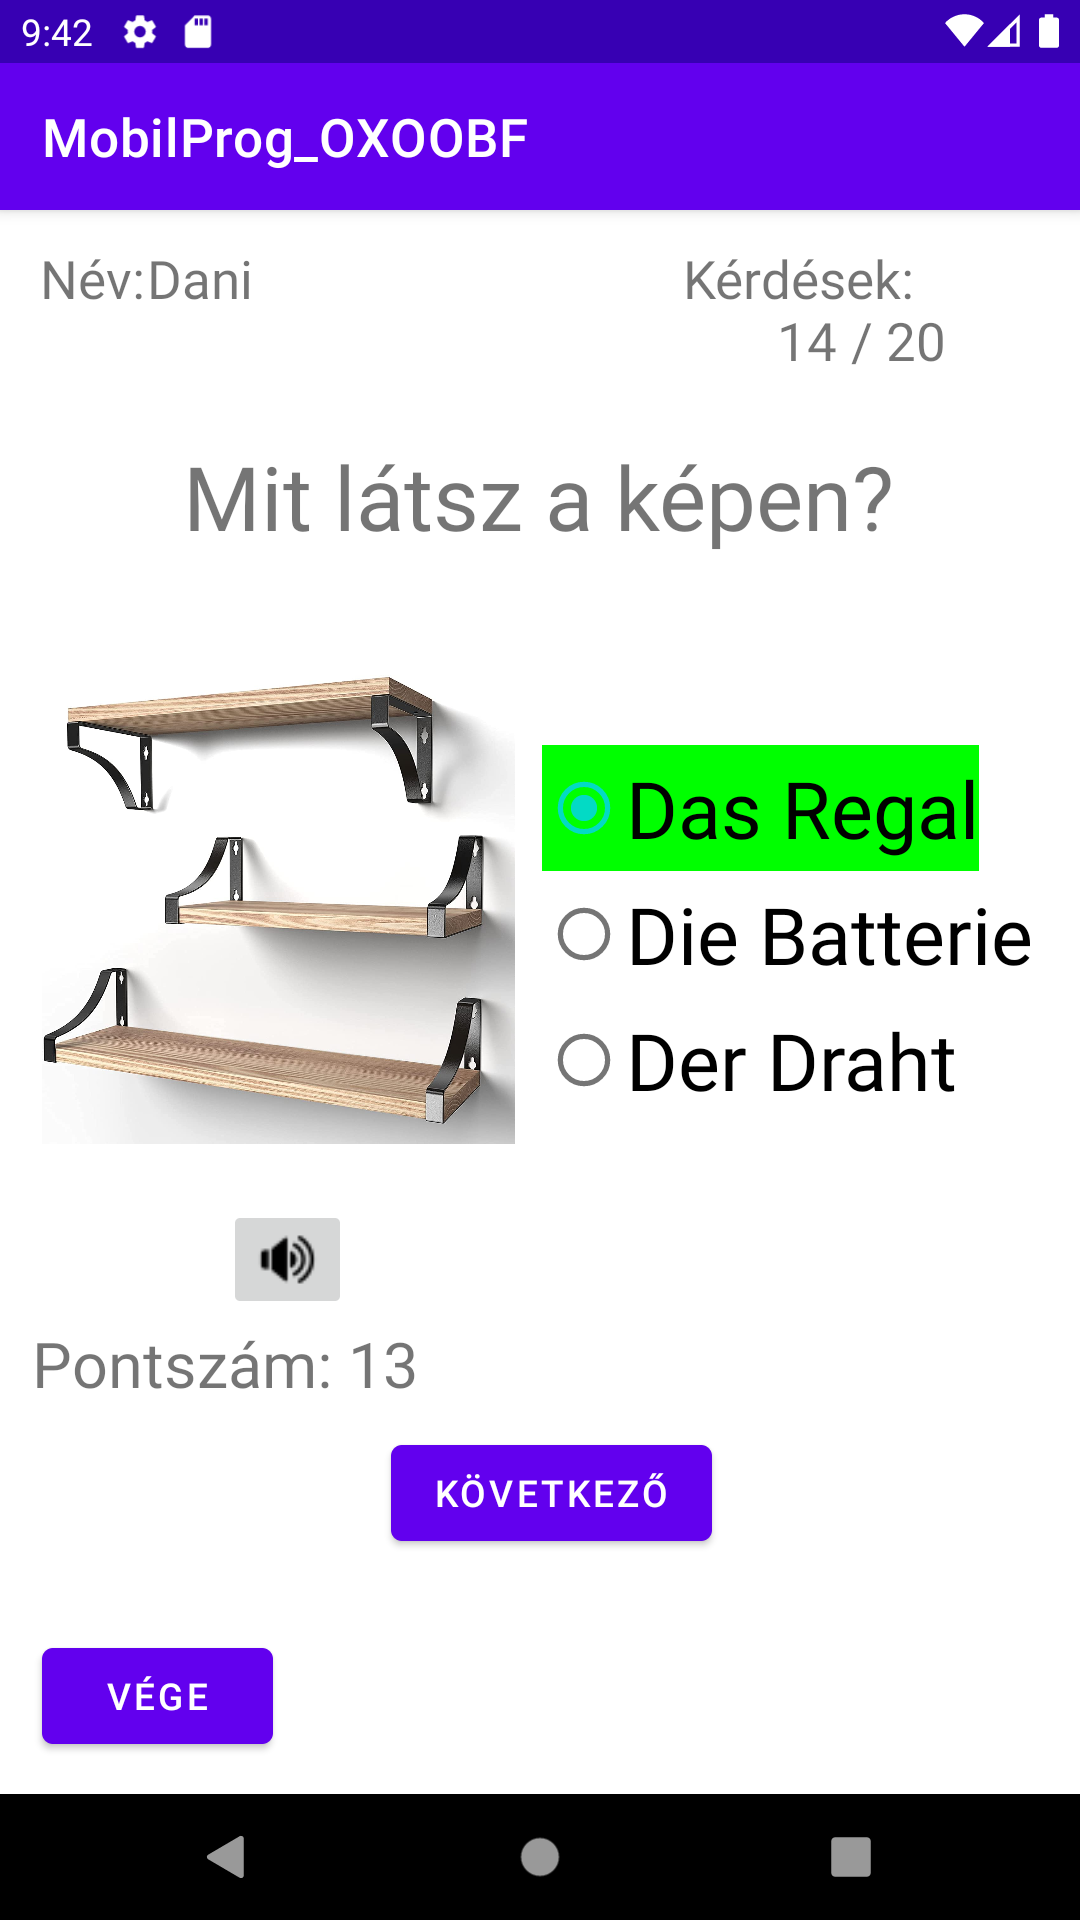 9:42
MobilProg_OXOOBF
Név:Dani
Kérdések:
14 / 20
Mit látsz a képen?
Das Regal
Die Batterie
Der Draht
Pontszám: 13
KÖVETKEZŐ
VÉGE